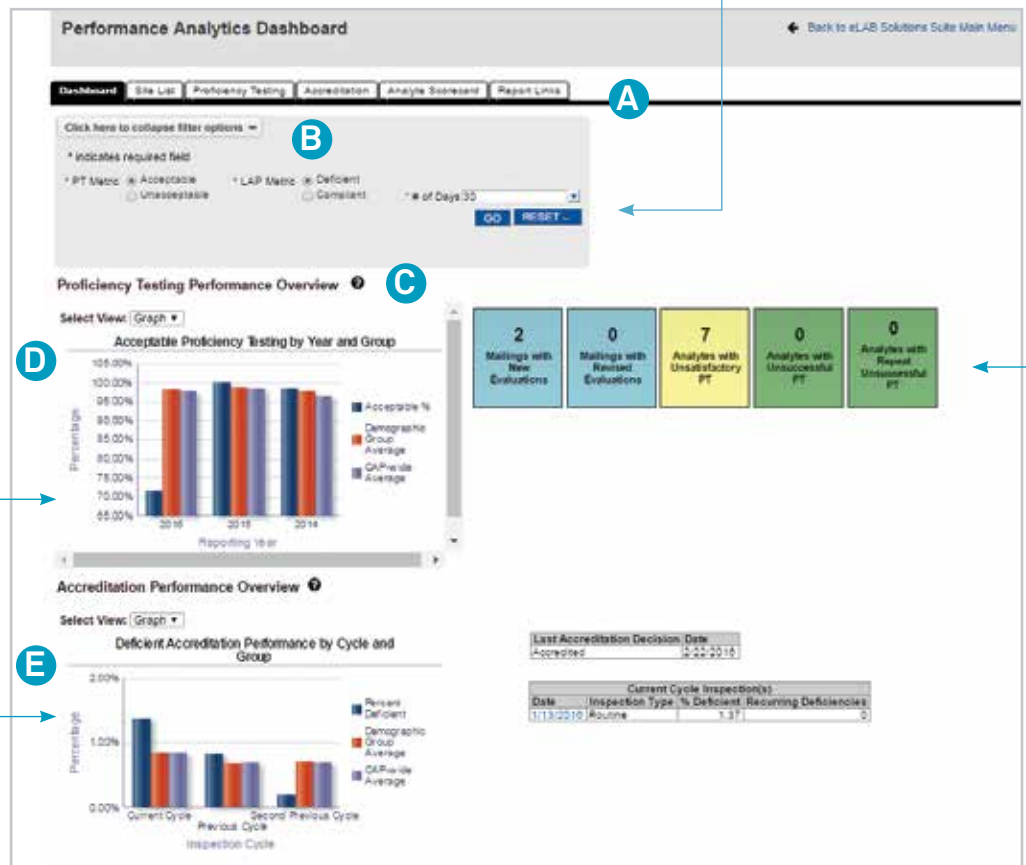 Performance Analytics Dashboard
Back to eLAB Solutions Suite Main Menu
Dashboard
Site List
Proficiency Testing
Accreditation
Analyte Scorecard
Report Links
A
Click here to collapse filter options
B
* indicates required field
* PT Metric
Acceptable
Unacceptable
* LAP Metric
Deficient
Compliant
* # of Days 30
GO
RESET
Proficiency Testing Performance Overview
C
Select View: Graph
D
Acceptable Proficiency Testing by Year and Group
105.00%
100.00%
95.00%
90.00%
85.00%
80.00%
75.00%
70.00%
65.00%
Percentage
2016
2015
2014
Reporting Year
Acceptable %
Demographic
Group
Average
CAP-wide
Average
2
Mailings with
New
Evaluations
0
Mailings with
Revised
Evaluations
7
Analytes with
Unsatisfactory
PT
0
Analytes with
Unsuccessful
PT
0
Analytes with
Repeat
Unsuccessful
PT
Accreditation Performance Overview
Select View: Graph
E
Deficient Accreditation Performance by Cycle and
Group
2.00%
1.00%
0.00%
Percentage
Current Cycle
Previous Cycle
Second Previous Cycle
Inspection Cycle
Percent
Deficient
Demographic
Group
Average
CAP-wide
Average
Last Accreditation Decision Date
Accredited 2/22/2016
Current Cycle Inspection(s)
Date Inspection Type % Deficient Recurring Deficiencies
1/13/2016 Routine 1.37 0